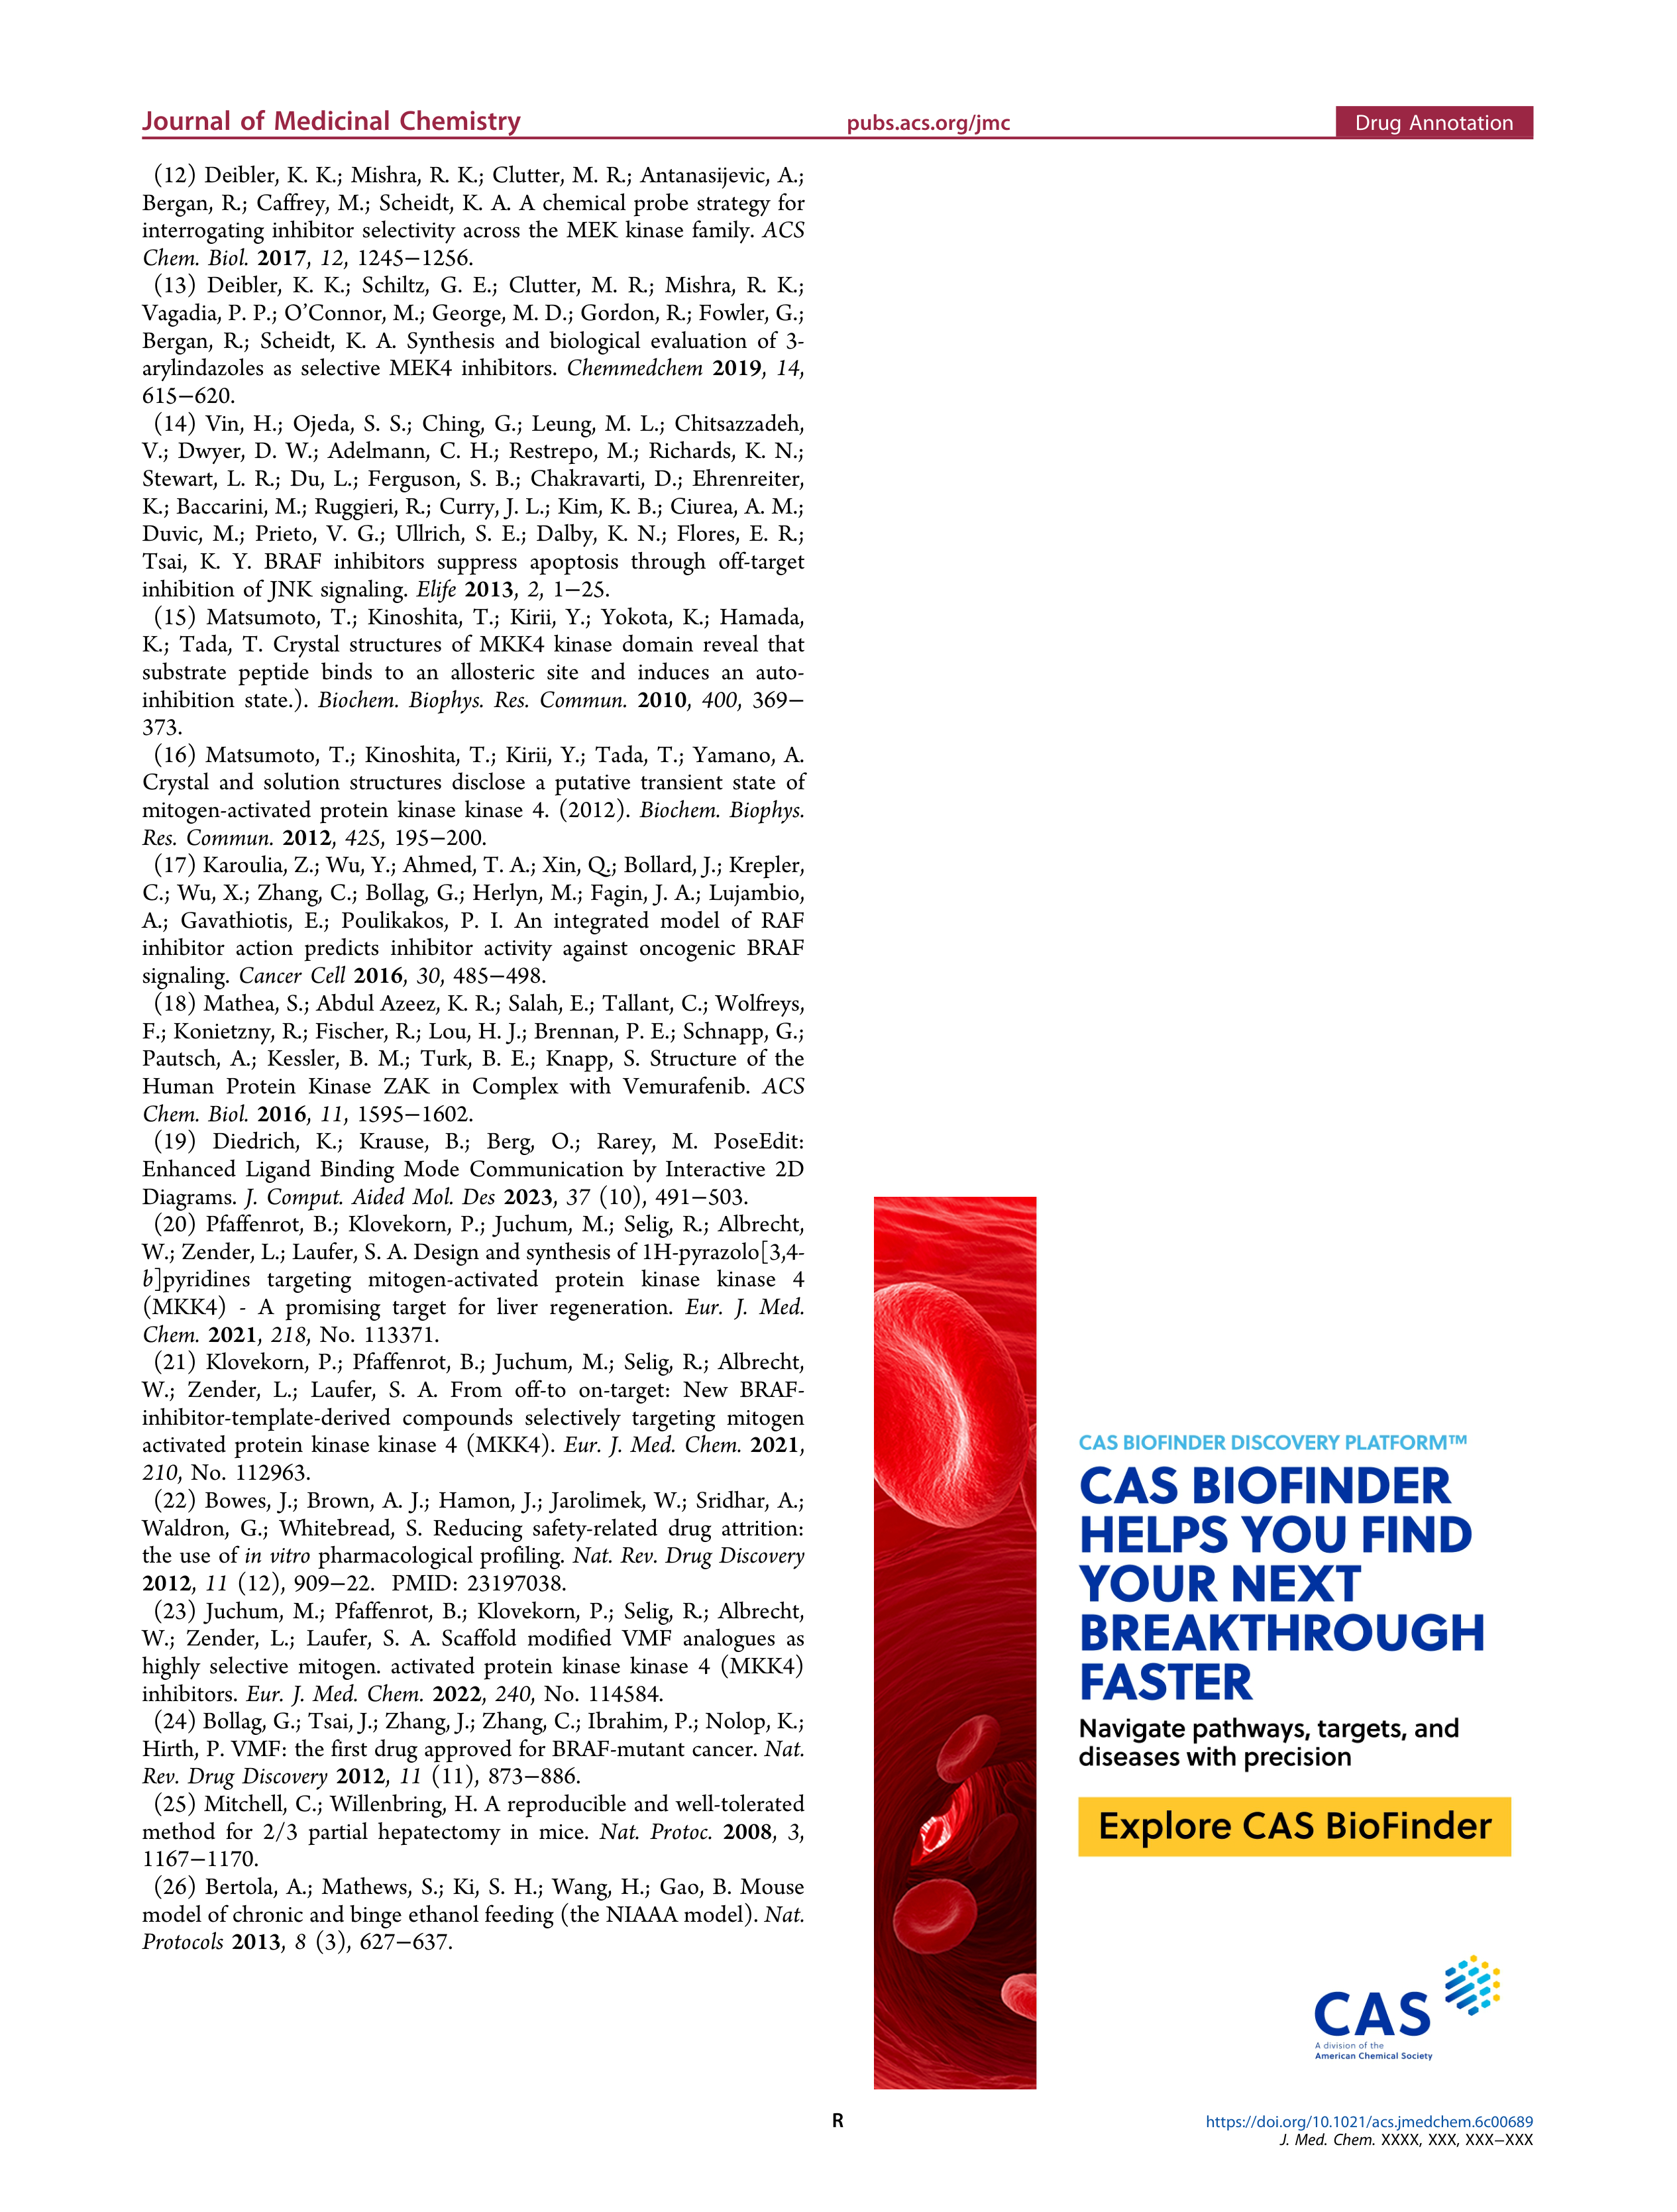 Journal of Medicinal Chemistry
pubs.acs.org/jmc
Drug Annotation
(12) Deibler, K. K.; Mishra, R. K.; Clutter, M. R.; Antanasijevic, A.;
Bergan, R.; Caffrey, M.; Scheidt, K. A. A chemical probe strategy for
interrogating inhibitor selectivity across the MEK kinase family. ACS
Chem. Biol. 2017, 12, 1245−1256.
(13) Deibler, K. K.; Schiltz, G. E.; Clutter, M. R.; Mishra, R. K.;
Vagadia, P. P.; O’Connor, M.; George, M. D.; Gordon, R.; Fowler, G.;
Bergan, R.; Scheidt, K. A. Synthesis and biological evaluation of 3-
arylindazoles as selective MEK4 inhibitors. Chemmedchem 2019, 14,
615−620.
(14) Vin, H.; Ojeda, S. S.; Ching, G.; Leung, M. L.; Chitsazzadeh,
V.; Dwyer, D. W.; Adelmann, C. H.; Restrepo, M.; Richards, K. N.;
Stewart, L. R.; Du, L.; Ferguson, S. B.; Chakravarti, D.; Ehrenreiter,
K.; Baccarini, M.; Ruggieri, R.; Curry, J. L.; Kim, K. B.; Ciurea, A. M.;
Duvic, M.; Prieto, V. G.; Ullrich, S. E.; Dalby, K. N.; Flores, E. R.;
Tsai, K. Y. BRAF inhibitors suppress apoptosis through off-target
inhibition of JNK signaling. Elife 2013, 2, 1−25.
(15) Matsumoto, T.; Kinoshita, T.; Kirii, Y.; Yokota, K.; Hamada,
K.; Tada, T. Crystal structures of MKK4 kinase domain reveal that
substrate peptide binds to an allosteric site and induces an auto-
inhibition state.). Biochem. Biophys. Res. Commun. 2010, 400, 369−
373.
(16) Matsumoto, T.; Kinoshita, T.; Kirii, Y.; Tada, T.; Yamano, A.
Crystal and solution structures disclose a putative transient state of
mitogen-activated protein kinase kinase 4. (2012). Biochem. Biophys.
Res. Commun. 2012, 425, 195−200.
(17) Karoulia, Z.; Wu, Y.; Ahmed, T. A.; Xin, Q.; Bollard, J.; Krepler,
C.; Wu, X.; Zhang, C.; Bollag, G.; Herlyn, M.; Fagin, J. A.; Lujambio,
A.; Gavathiotis, E.; Poulikakos, P. I. An integrated model of RAF
inhibitor action predicts inhibitor activity against oncogenic BRAF
signaling. Cancer Cell 2016, 30, 485−498.
(18) Mathea, S.; Abdul Azeez, K. R.; Salah, E.; Tallant, C.; Wolfreys,
F.; Konietzny, R.; Fischer, R.; Lou, H. J.; Brennan, P. E.; Schnapp, G.;
Pautsch, A.; Kessler, B. M.; Turk, B. E.; Knapp, S. Structure of the
Human Protein Kinase ZAK in Complex with Vemurafenib. ACS
Chem. Biol. 2016, 11, 1595−1602.
(19) Diedrich, K.; Krause, B.; Berg, O.; Rarey, M. PoseEdit:
Enhanced Ligand Binding Mode Communication by Interactive 2D
Diagrams. J. Comput. Aided Mol. Des 2023, 37 (10), 491−503.
(20) Pfaffenrot, B.; Klovekorn, P.; Juchum, M.; Selig, R.; Albrecht,
W.; Zender, L.; Laufer, S. A. Design and synthesis of 1H-pyrazolo[3,4-
b]pyridines targeting mitogen-activated protein kinase kinase 4
(MKK4) - A promising target for liver regeneration. Eur. J. Med.
Chem. 2021, 218, No. 113371.
(21) Klovekorn, P.; Pfaffenrot, B.; Juchum, M.; Selig, R.; Albrecht,
W.; Zender, L.; Laufer, S. A. From off-to on-target: New BRAF-
inhibitor-template-derived compounds selectively targeting mitogen
activated protein kinase kinase 4 (MKK4). Eur. J. Med. Chem. 2021,
210, No. 112963.
(22) Bowes, J.; Brown, A. J.; Hamon, J.; Jarolimek, W.; Sridhar, A.;
Waldron, G.; Whitebread, S. Reducing safety-related drug attrition:
the use of in vitro pharmacological profiling. Nat. Rev. Drug Discovery
2012, 11 (12), 909−22. PMID: 23197038.
(23) Juchum, M.; Pfaffenrot, B.; Klovekorn, P.; Selig, R.; Albrecht,
W.; Zender, L.; Laufer, S. A. Scaffold modified VMF analogues as
highly selective mitogen. activated protein kinase kinase 4 (MKK4)
inhibitors. Eur. J. Med. Chem. 2022, 240, No. 114584.
(24) Bollag, G.; Tsai, J.; Zhang, J.; Zhang, C.; Ibrahim, P.; Nolop, K.;
Hirth, P. VMF: the first drug approved for BRAF-mutant cancer. Nat.
Rev. Drug Discovery 2012, 11 (11), 873−886.
(25) Mitchell, C.; Willenbring, H. A reproducible and well-tolerated
method for 2/3 partial hepatectomy in mice. Nat. Protoc. 2008, 3,
1167−1170.
(26) Bertola, A.; Mathews, S.; Ki, S. H.; Wang, H.; Gao, B. Mouse
model of chronic and binge ethanol feeding (the NIAAA model). Nat.
Protocols 2013, 8 (3), 627−637.
CAS BIOFINDER DISCOVERY PLATFORM™
CAS BIOFINDER
HELPS YOU FIND
YOUR NEXT
BREAKTHROUGH
FASTER
Navigate pathways, targets, and
diseases with precision
Explore CAS BioFinder
CAS
A division of the
American Chemical Society
R
https://doi.org/10.1021/acs.jmedchem.6c00689
J. Med. Chem. XXXX, XXX, XXX−XXX